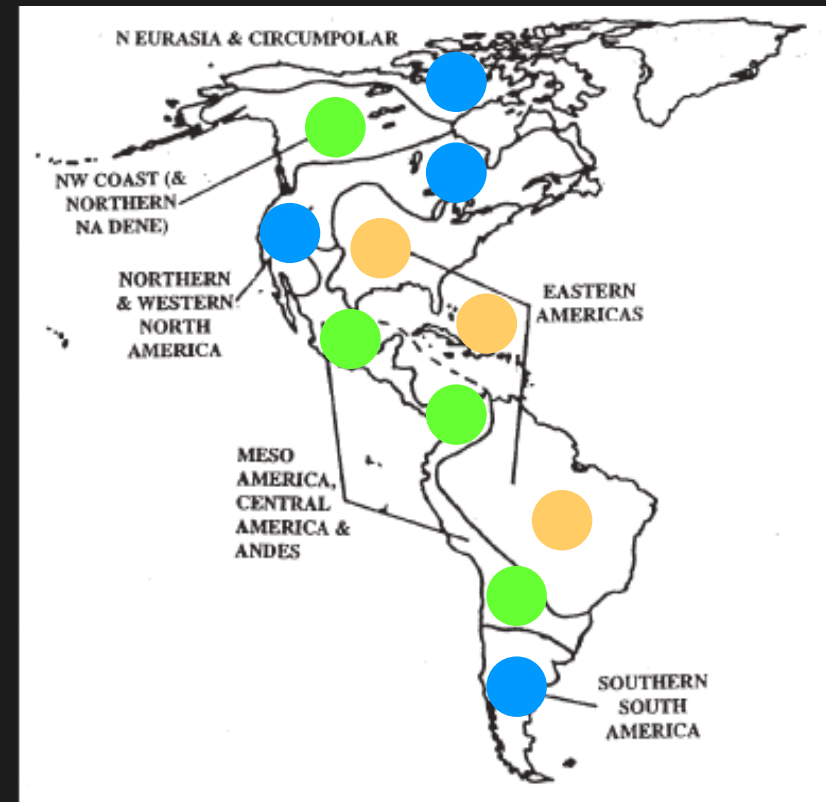 N EURASIA & CIRCUMPOLAR
NW COAST (&
NORTHERN
NA DENE)
NORTHERN
& WESTERN
NORTH
AMERICA
EASTERN
AMERICAS
MESO
AMERICA,
CENTRAL
AMERICA &
ANDES
SOUTHERN
SOUTH
AMERICA